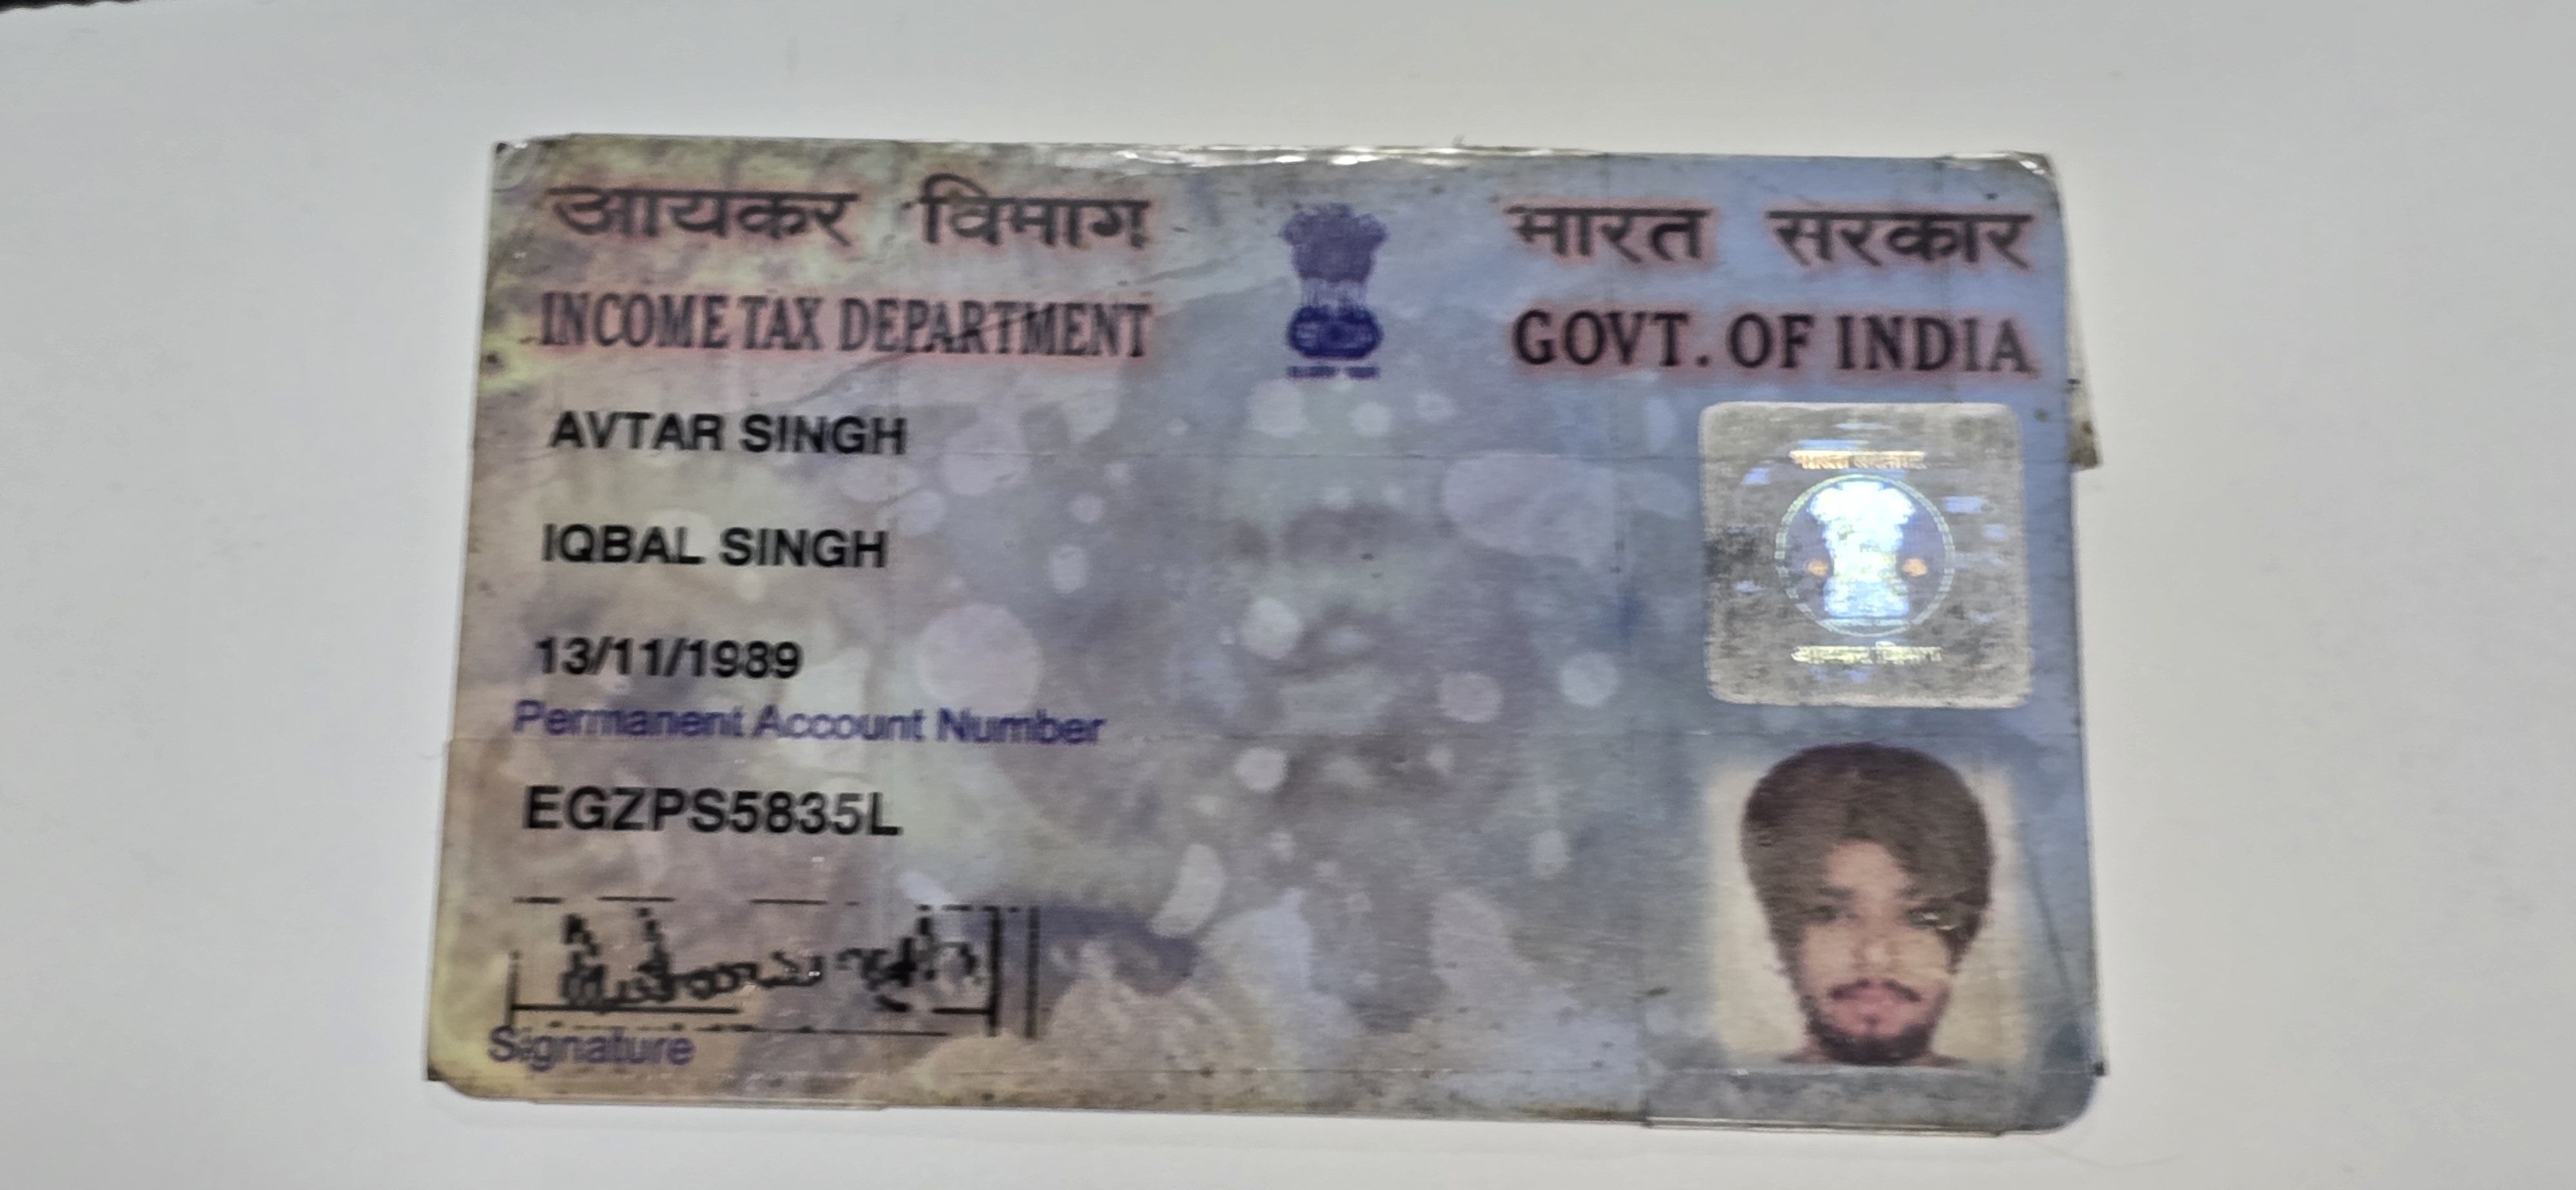 आयकर विभाग
भारत सरकार
INCOME TAX DEPARTMENT
GOVT. OF INDIA
AVTAR SINGH
IQBAL SINGH
13/11/1989
Permanent Account Number
EGZPS5835L
Signature